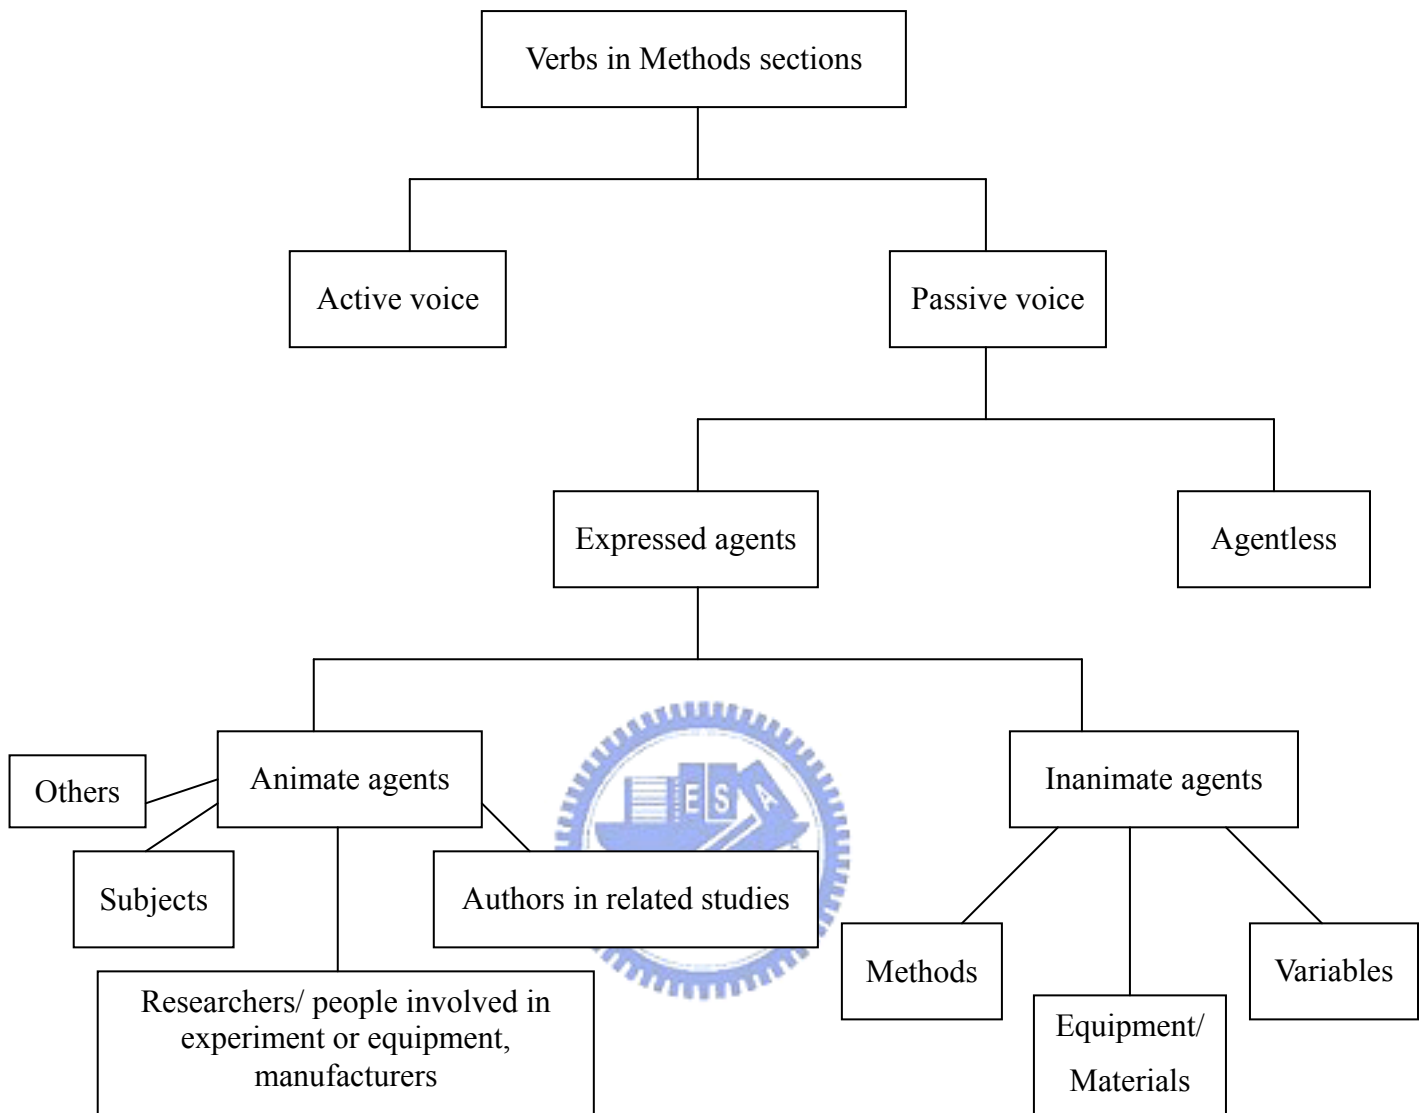 Verbs in Methods sections
Active voice
Passive voice
Expressed agents
Agentless
Animate agents
Inanimate agents
Others
Subjects
Authors in related studies
Researchers/ people involved in
experiment or equipment,
manufacturers
Methods
Equipment/
Materials
Variables
E S A